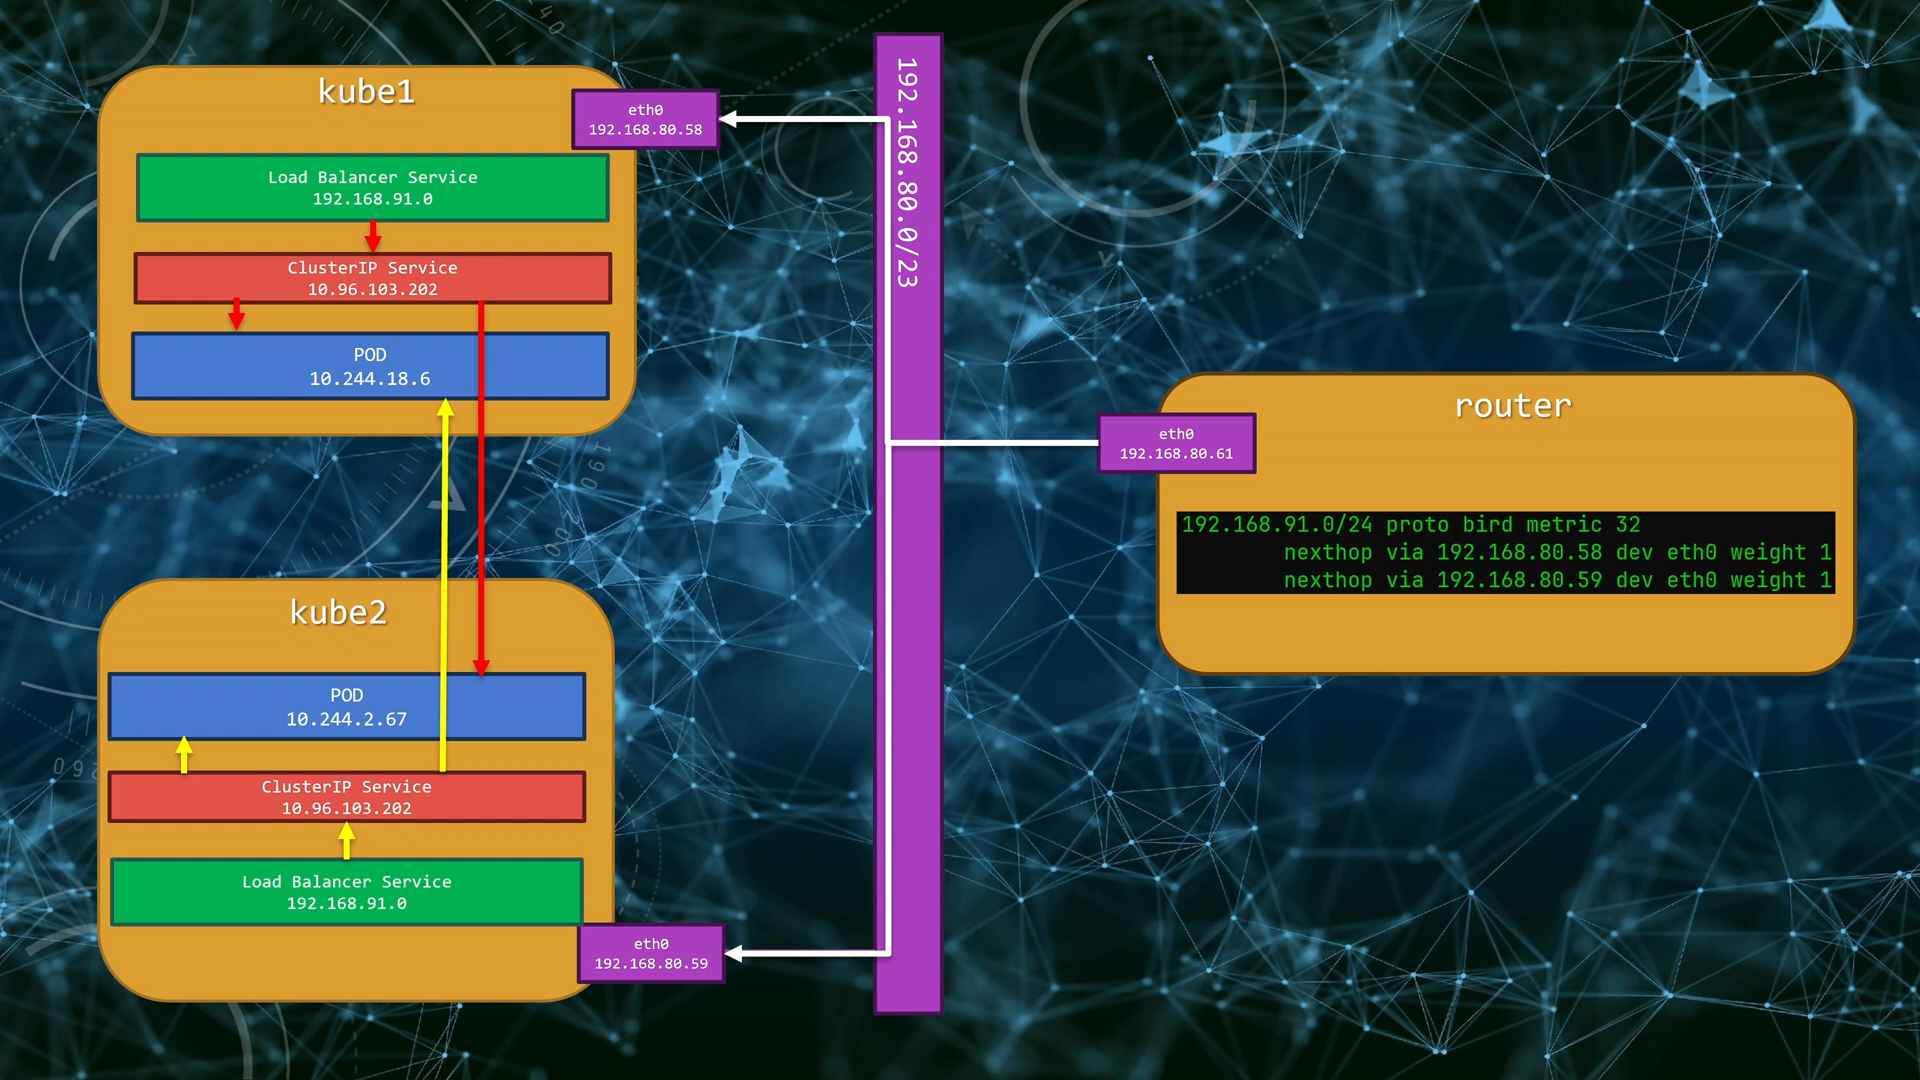 kube1
eth0
192.168.80.58
Load Balancer Service
192.168.91.0
ClusterIP Service
10.96.103.202
POD
10.244.18.6
192.168.80.0/23
router
eth0
192.168.80.61
192.168.91.0/24 proto bird metric 32
nexthop via 192.168.80.58 dev eth0 weight 1
nexthop via 192.168.80.59 dev eth0 weight 1
kube2
POD
10.244.2.67
ClusterIP Service
10.96.103.202
Load Balancer Service
192.168.91.0
eth0
192.168.80.59